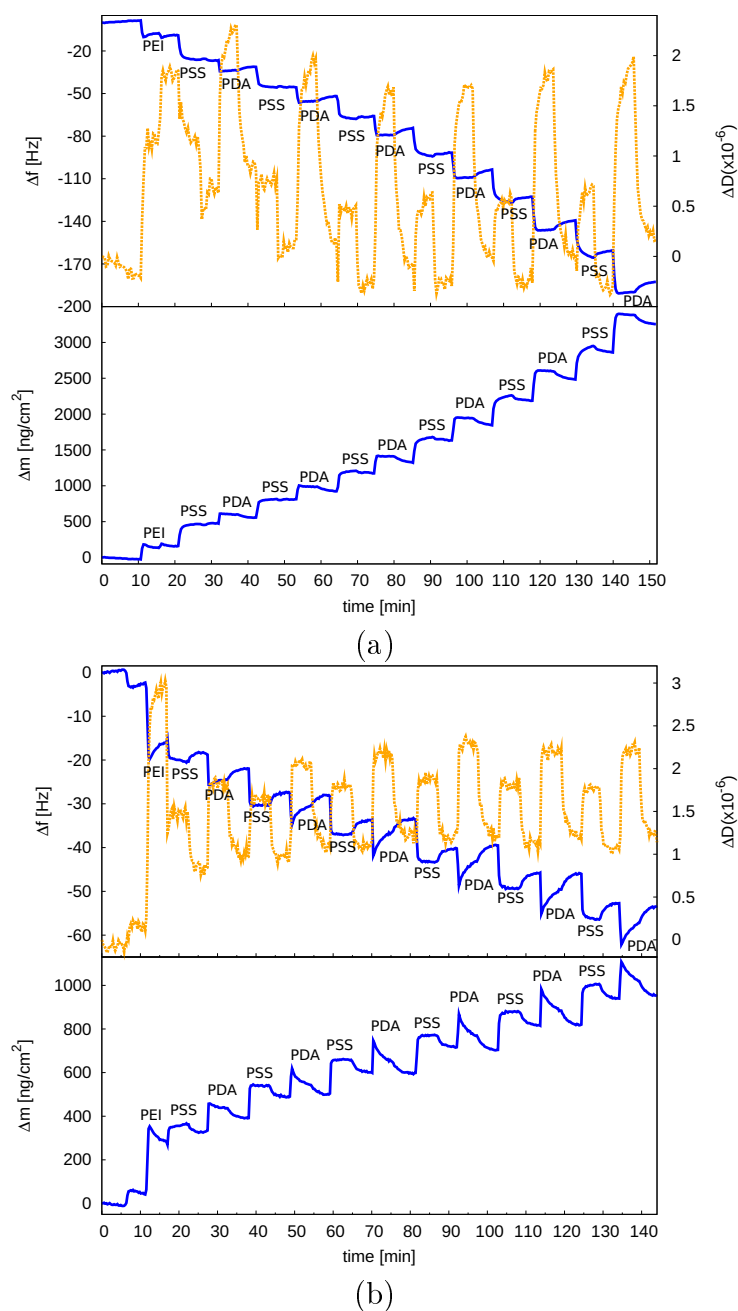 -20
-50
-80
-110
-140
-170
-200
Δf [Hz]
PEI
PSS
PDA
PSS
PDA
PSS
PDA
PSS
PDA
PSS
PDA
PSS
PDA
2
1.5
1
0.5
0
ΔD(x10^-6)
3000
2500
2000
1500
1000
500
0
Δm [ng/cm²]
PEI
PSS
PDA
PSS
PDA
PSS
PDA
PSS
PDA
PSS
PDA
PSS
PDA
0 10 20 30 40 50 60 70 80 90 100 110 120 130 140 150
time [min]
(a)
0
-10
-20
-30
-40
-50
-60
Δf [Hz]
PEI PSS
PDA
PSS
PDA
PSS
PDA
PSS
PDA
PSS
PDA
PSS
PDA
3
2.5
2
1.5
1
0.5
0
ΔD(x10^-6)
1000
800
600
400
200
0
Δm [ng/cm²]
PEI PSS
PDA
PSS
PDA
PSS
PDA
PSS
PDA
PSS
PDA
PSS
PDA
0 10 20 30 40 50 60 70 80 90 100 110 120 130 140
time [min]
(b)